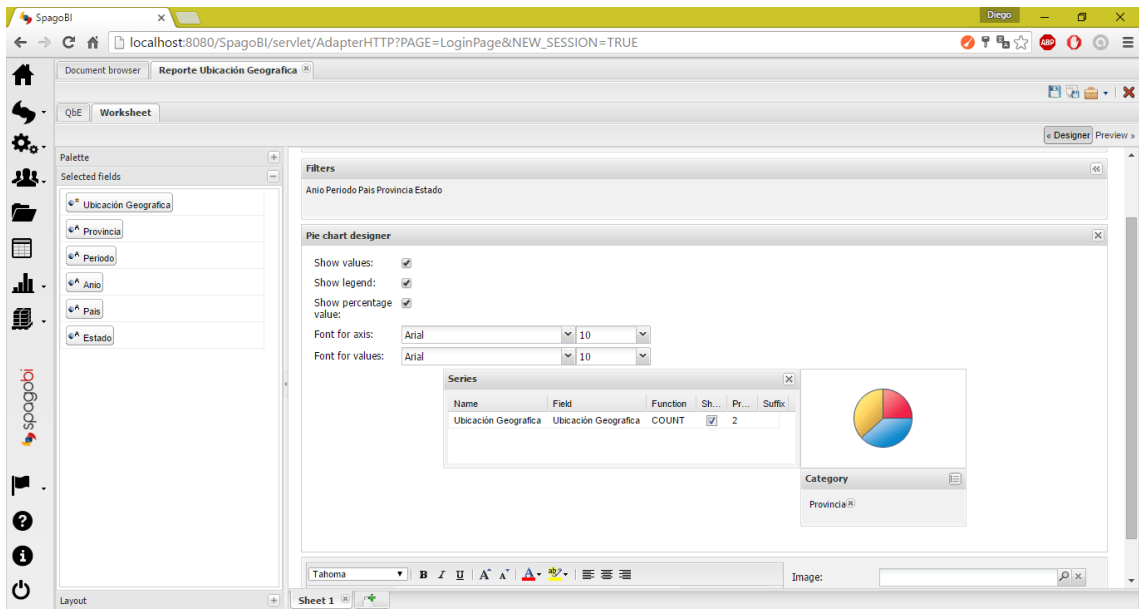 SpagoBI
Diego
localhost:8080/SpagoBI/servlet/AdapterHTTP?PAGE=LoginPage&NEW_SESSION=TRUE
ABP
Document browser
Reporte Ubicación Geografica
QbE
Worksheet
« Designer
Preview »
Palette
Selected fields
Ubicación Geografica
Provincia
Periodo
Anio
Pais
Estado
Layout
spagobi
Filters
Anio Periodo Pais Provincia Estado
Pie chart designer
Show values:
Show legend:
Show percentage
value:
Font for axis:
Arial
10
Font for values:
Arial
10
Series
Name Field Function Sh... Pr... Suffix
Ubicación Geografica Ubicación Geografica COUNT 2
Category
Provincia
Tahoma
B I U A A A ab
Image:
Sheet 1